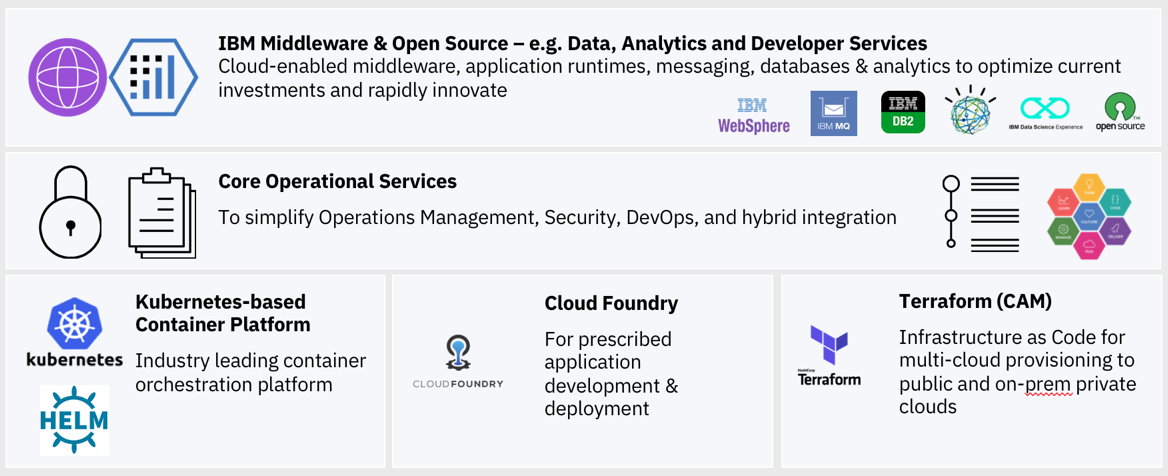 IBM Middleware & Open Source – e.g. Data, Analytics and Developer Services
Cloud-enabled middleware, application runtimes, messaging, databases & analytics to optimize current
investments and rapidly innovate
IBM
WebSphere
IBM MQ
IBM
DB2
IBM Data Science Experience
open source
TM
Core Operational Services
To simplify Operations Management, Security, DevOps, and hybrid integration
Kubernetes-based
Container Platform
Industry leading container
orchestration platform
kubernetes
HELM
Cloud Foundry
For prescribed
application
development &
deployment
CLOUDFOUNDRY
Terraform (CAM)
Infrastructure as Code for
multi-cloud provisioning to
public and on-prem private
clouds
HashiCorp
Terraform